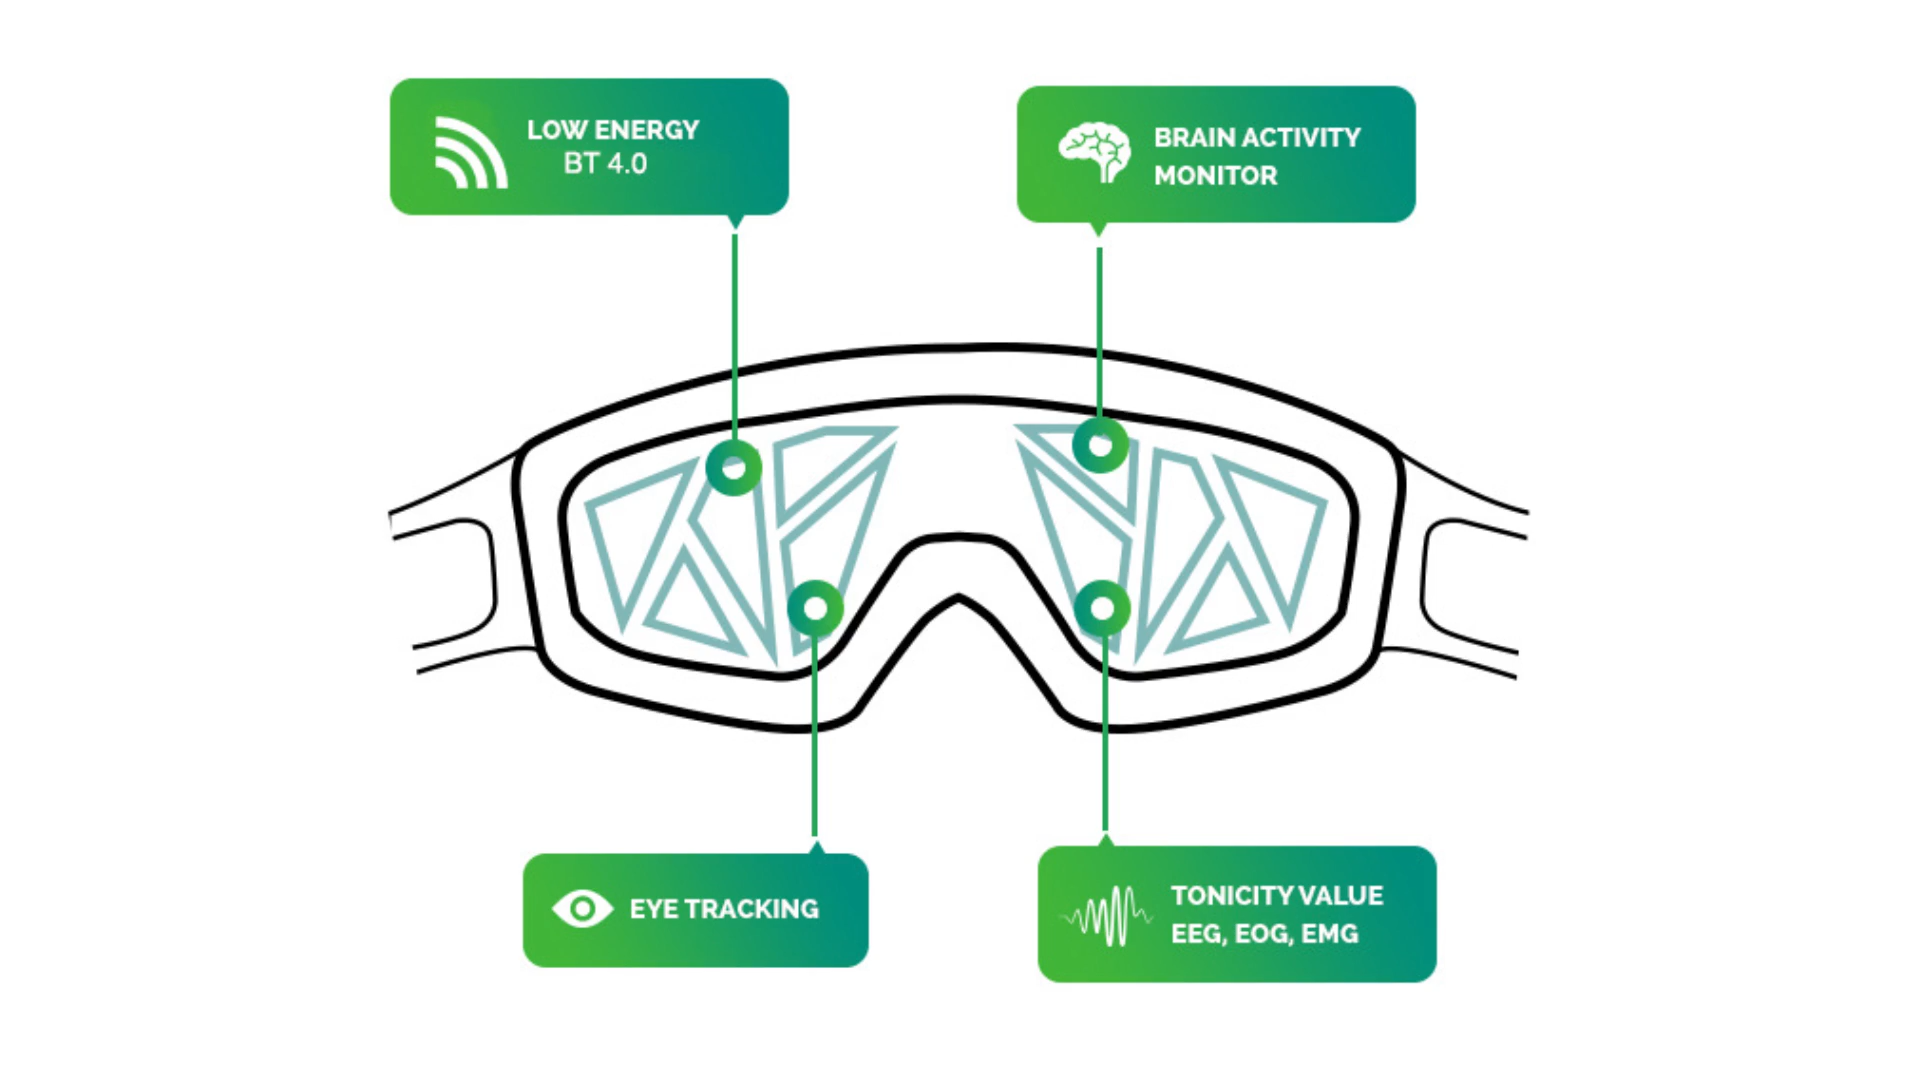 LOW ENERGY
BT 4.0
BRAIN ACTIVITY
MONITOR
EYE TRACKING
TONICITY VALUE
EEG, EOG, EMG